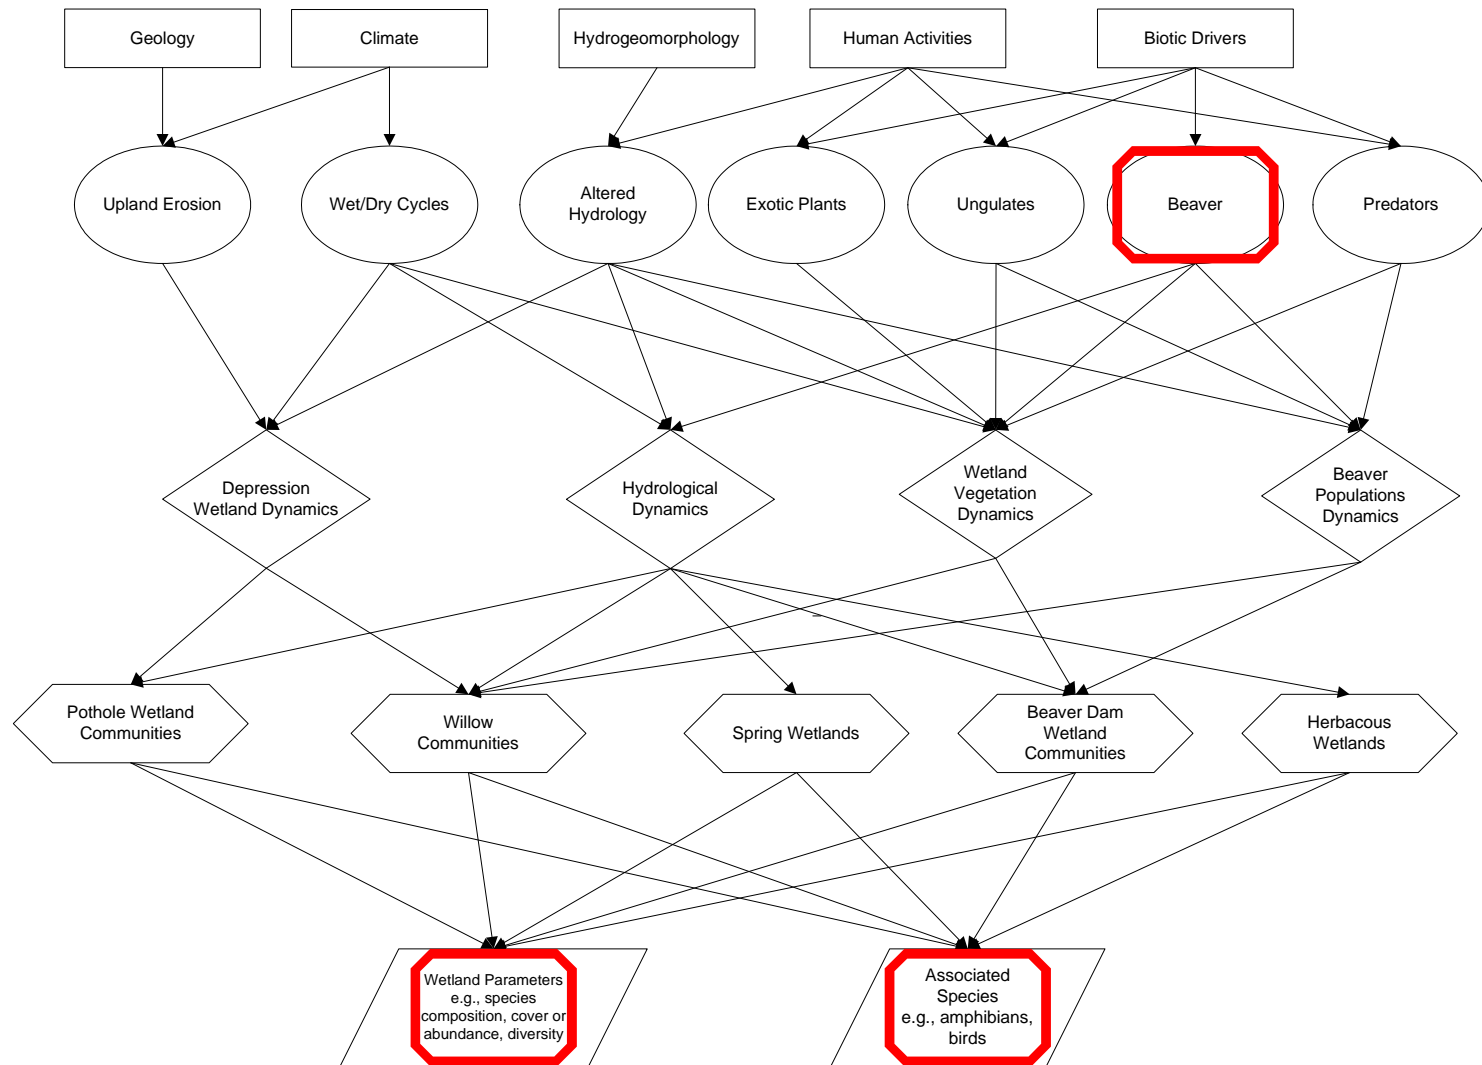 Geology
Climate
Hydrogeomorphology
Human Activities
Biotic Drivers
Upland Erosion
Wet/Dry Cycles
Altered
Hydrology
Exotic Plants
Ungulates
Beaver
Predators
Depression
Wetland Dynamics
Hydrological
Dynamics
Wetland
Vegetation
Dynamics
Beaver
Populations
Dynamics
Pothole Wetland
Communities
Willow
Communities
Spring Wetlands
Beaver Dam
Wetland
Communities
Herbacous
Wetlands
Wetland Parameters
e.g., species
composition, cover or
abundance, diversity
Associated
Species
e.g., amphibians,
birds